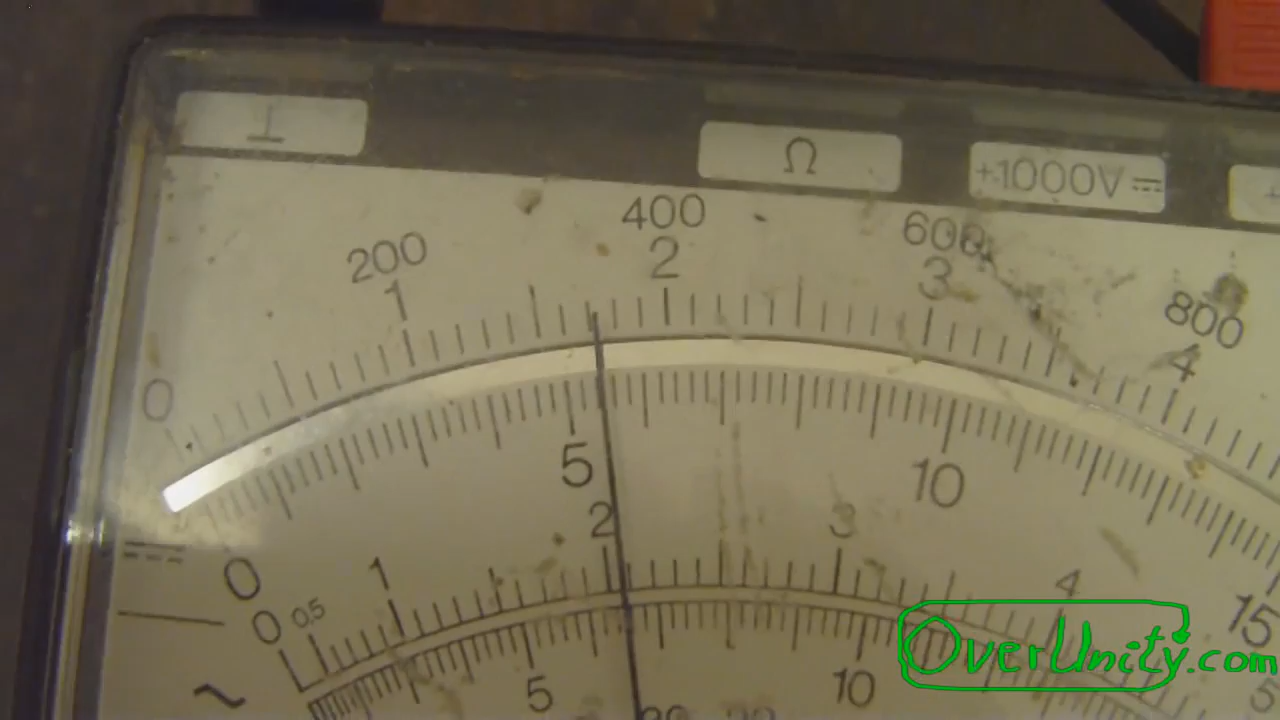 ⊥
Ω
+1000V⎓
200 400 600 800
0 1 2 3 4
0 5 10 15
0 0,5 1 2 3 4 5
5 10
OverUnity.com